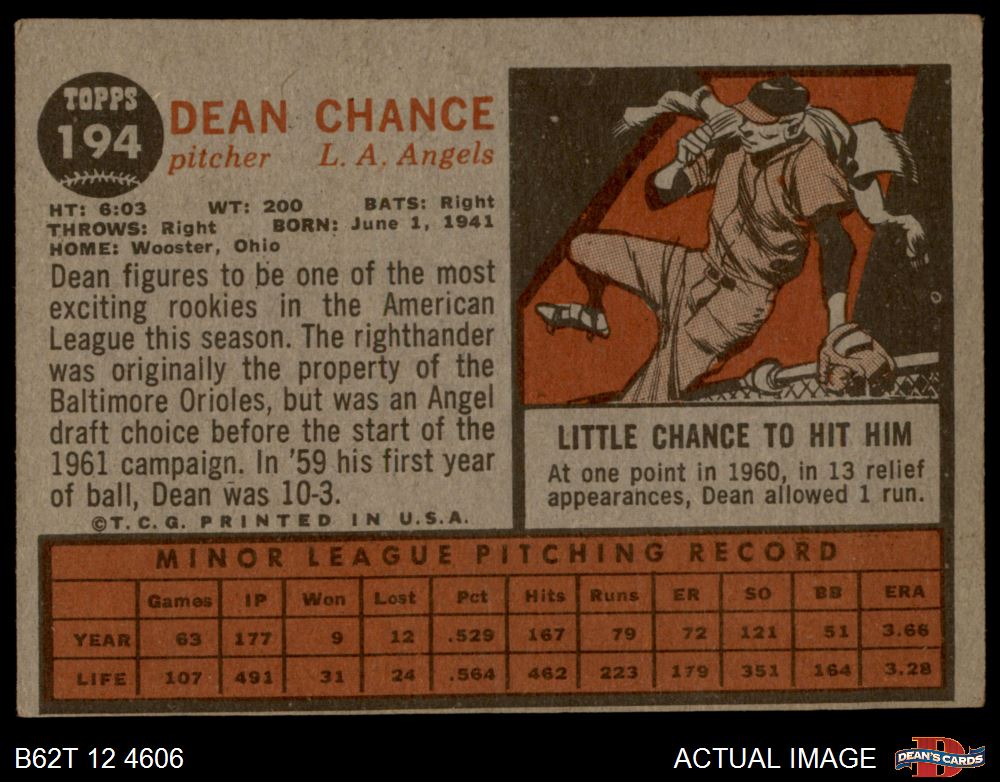 TOPPS
194
DEAN CHANCE
pitcher L. A. Angels
HT: 6:03 WT: 200 BATS: Right
THROWS: Right BORN: June 1, 1941
HOME: Wooster, Ohio
Dean figures to be one of the most
exciting rookies in the American
League this season. The righthander
was originally the property of the
Baltimore Orioles, but was an Angel
draft choice before the start of the
1961 campaign. In '59 his first year
of ball, Dean was 10-3.
©T. C. G. PRINTED IN U.S.A.
LITTLE CHANCE TO HIT HIM
At one point in 1960, in 13 relief
appearances, Dean allowed 1 run.
MINOR LEAGUE PITCHING RECORD
Games IP Won Lost Pct Hits Runs ER SO BB ERA
YEAR 63 177 9 12 .529 167 79 72 121 51 3.66
LIFE 107 491 31 24 .564 462 223 179 351 164 3.28
B62T 12 4606
ACTUAL IMAGE
D
DEAN'S CARDS